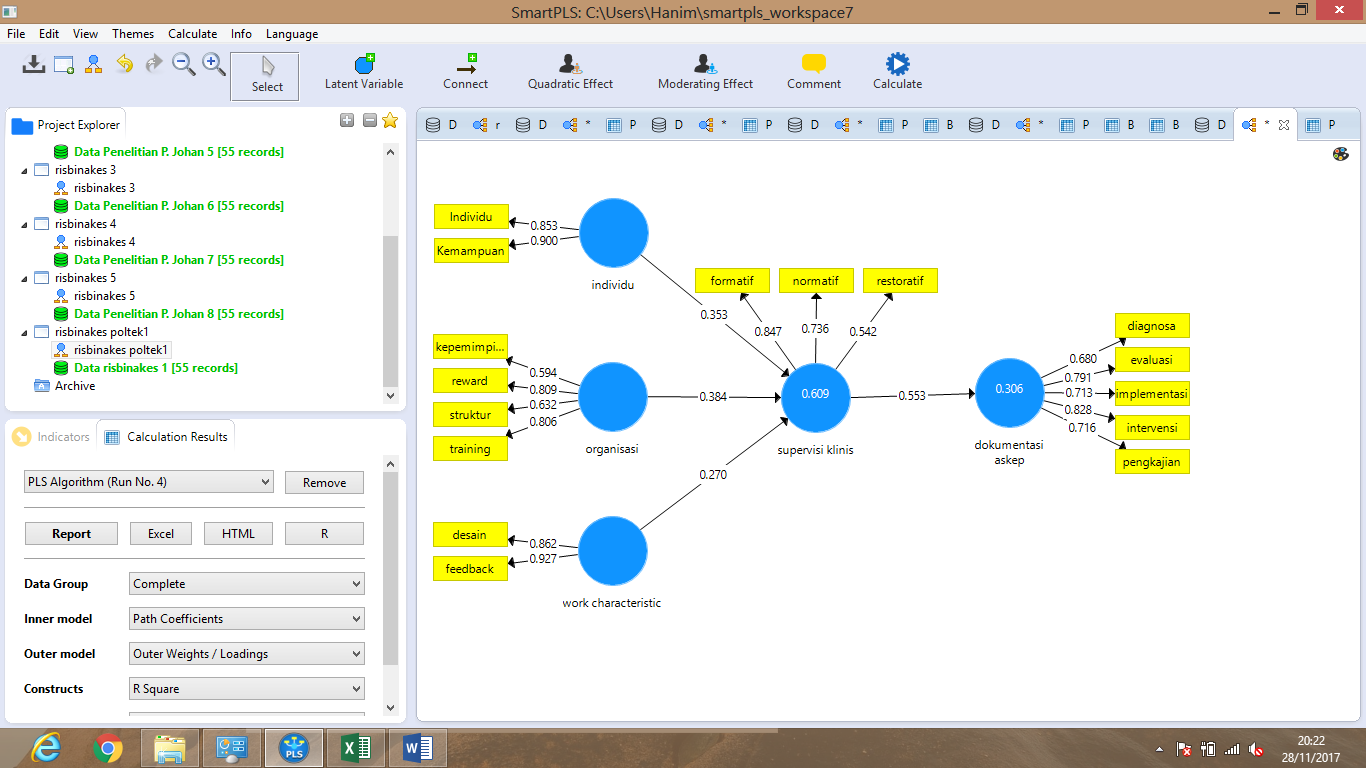 SmartPLS: C:\Users\Hanim\smartpls_workspace7
File Edit View Themes Calculate Info Language
Select
Latent Variable
Connect
Quadratic Effect
Moderating Effect
Comment
Calculate
Project Explorer
Data Penelitian P. Johan 5 [55 records]
risbinakes 3
risbinakes 3
Data Penelitian P. Johan 6 [55 records]
risbinakes 4
risbinakes 4
Data Penelitian P. Johan 7 [55 records]
risbinakes 5
risbinakes 5
Data Penelitian P. Johan 8 [55 records]
risbinakes poltek1
risbinakes poltek1
Data risbinakes 1 [55 records]
Archive
Indicators
Calculation Results
PLS Algorithm (Run No. 4)
Remove
Report
Excel
HTML
R
Data Group
Complete
Inner model
Path Coefficients
Outer model
Outer Weights / Loadings
Constructs
R Square
D r D * P D * P D * P B D * P B B D * P
Individu
Kemampuan
0.853
0.900
individu
0.353
kepemimpi...
reward
struktur
training
0.594
0.809
0.632
0.806
organisasi
0.384
desain
feedback
0.862
0.927
work characteristic
0.270
formatif
normatif
restoratif
0.847
0.736
0.542
0.609
supervisi klinis
0.553
0.306
dokumentasi
askep
0.680
0.791
0.713
0.828
0.716
diagnosa
evaluasi
implementasi
intervensi
pengkajian
PLS
20:22
28/11/2017